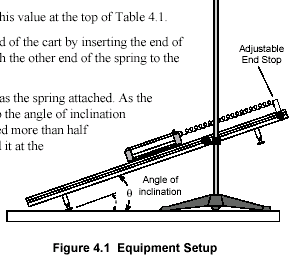 his value at the top of Table 4.1.
d of the cart by inserting the end of
h the other end of the spring to the
as the spring attached. As the
o the angle of inclination
ed more than half
l it at the
Adjustable
End Stop
Angle of
inclination
θ
Figure 4.1 Equipment Setup